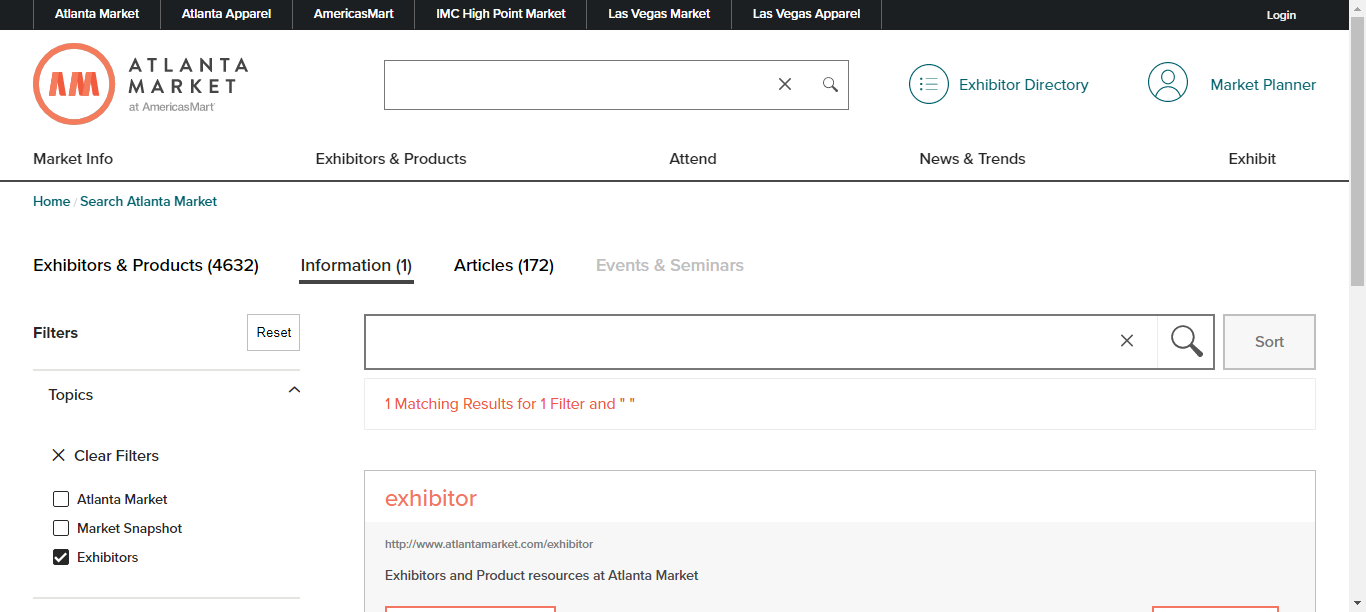 Atlanta Market Atlanta Apparel AmericasMart IMC High Point Market Las Vegas Market Las Vegas Apparel Login
AM ATLANTA
MARKET
at AmericasMart
Exhibitor Directory Market Planner
Market Info Exhibitors & Products Attend News & Trends Exhibit
Home / Search Atlanta Market
Exhibitors & Products (4632) Information (1) Articles (172) Events & Seminars
Filters Reset
Sort
Topics
1 Matching Results for 1 Filter and " "
Clear Filters
Atlanta Market
Market Snapshot
Exhibitors
exhibitor
http://www.atlantamarket.com/exhibitor
Exhibitors and Product resources at Atlanta Market